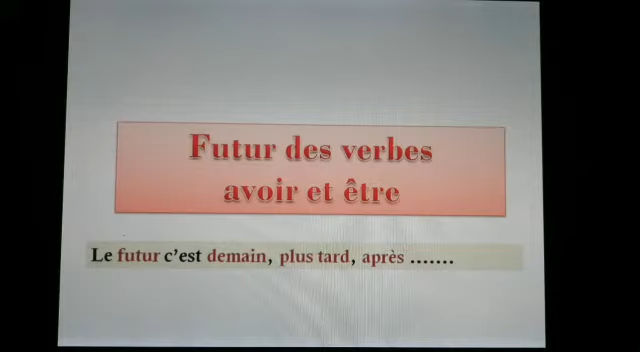 Futur des verbes
avoir et être
Le futur c'est demain, plus tard, après .......